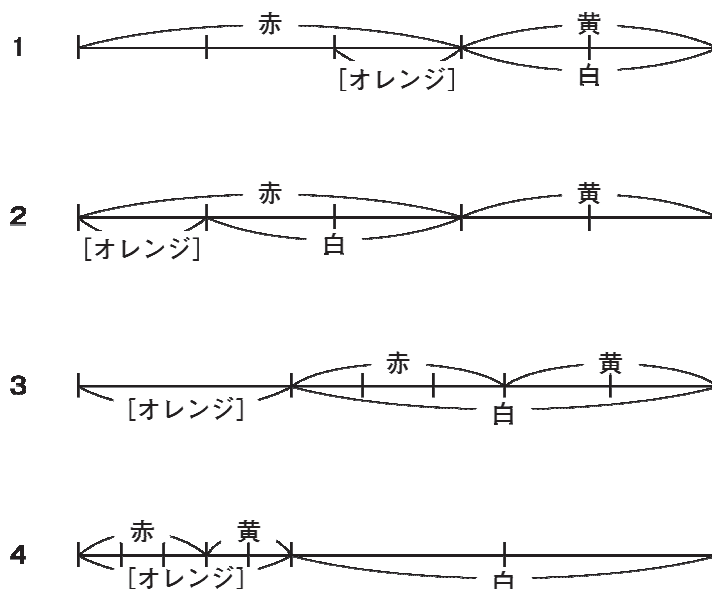 1 赤 黄
[オレンジ] 白
2 赤 黄
[オレンジ] 白
3 赤 黄
[オレンジ] 白
4 赤 黄
[オレンジ] 白